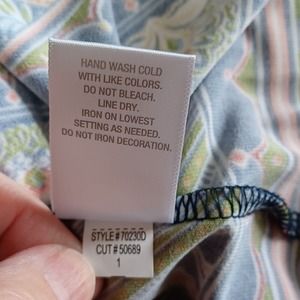 HAND WASH COLD
WITH LIKE COLORS.
DO NOT BLEACH.
LINE DRY.
IRON ON LOWEST
SETTING AS NEEDED.
DO NOT IRON DECORATION.
STYLE # 70230D
CUT # 50689
1